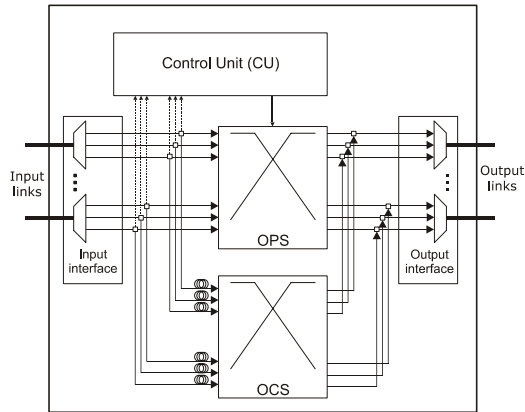 Control Unit (CU)
Input
links
Output
links
OPS
Input
interface
Output
interface
OCS